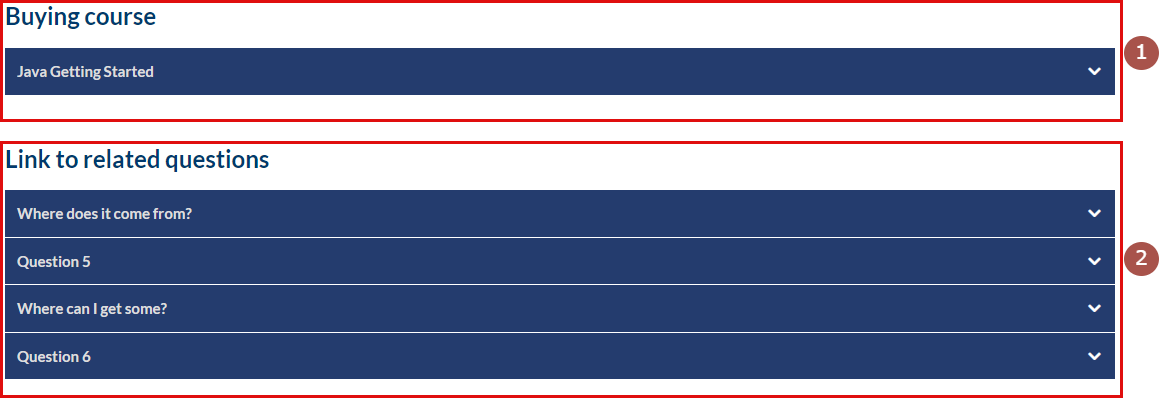 Buying course
Java Getting Started
1
Link to related questions
Where does it come from?
Question 5
2
Where can I get some?
Question 6